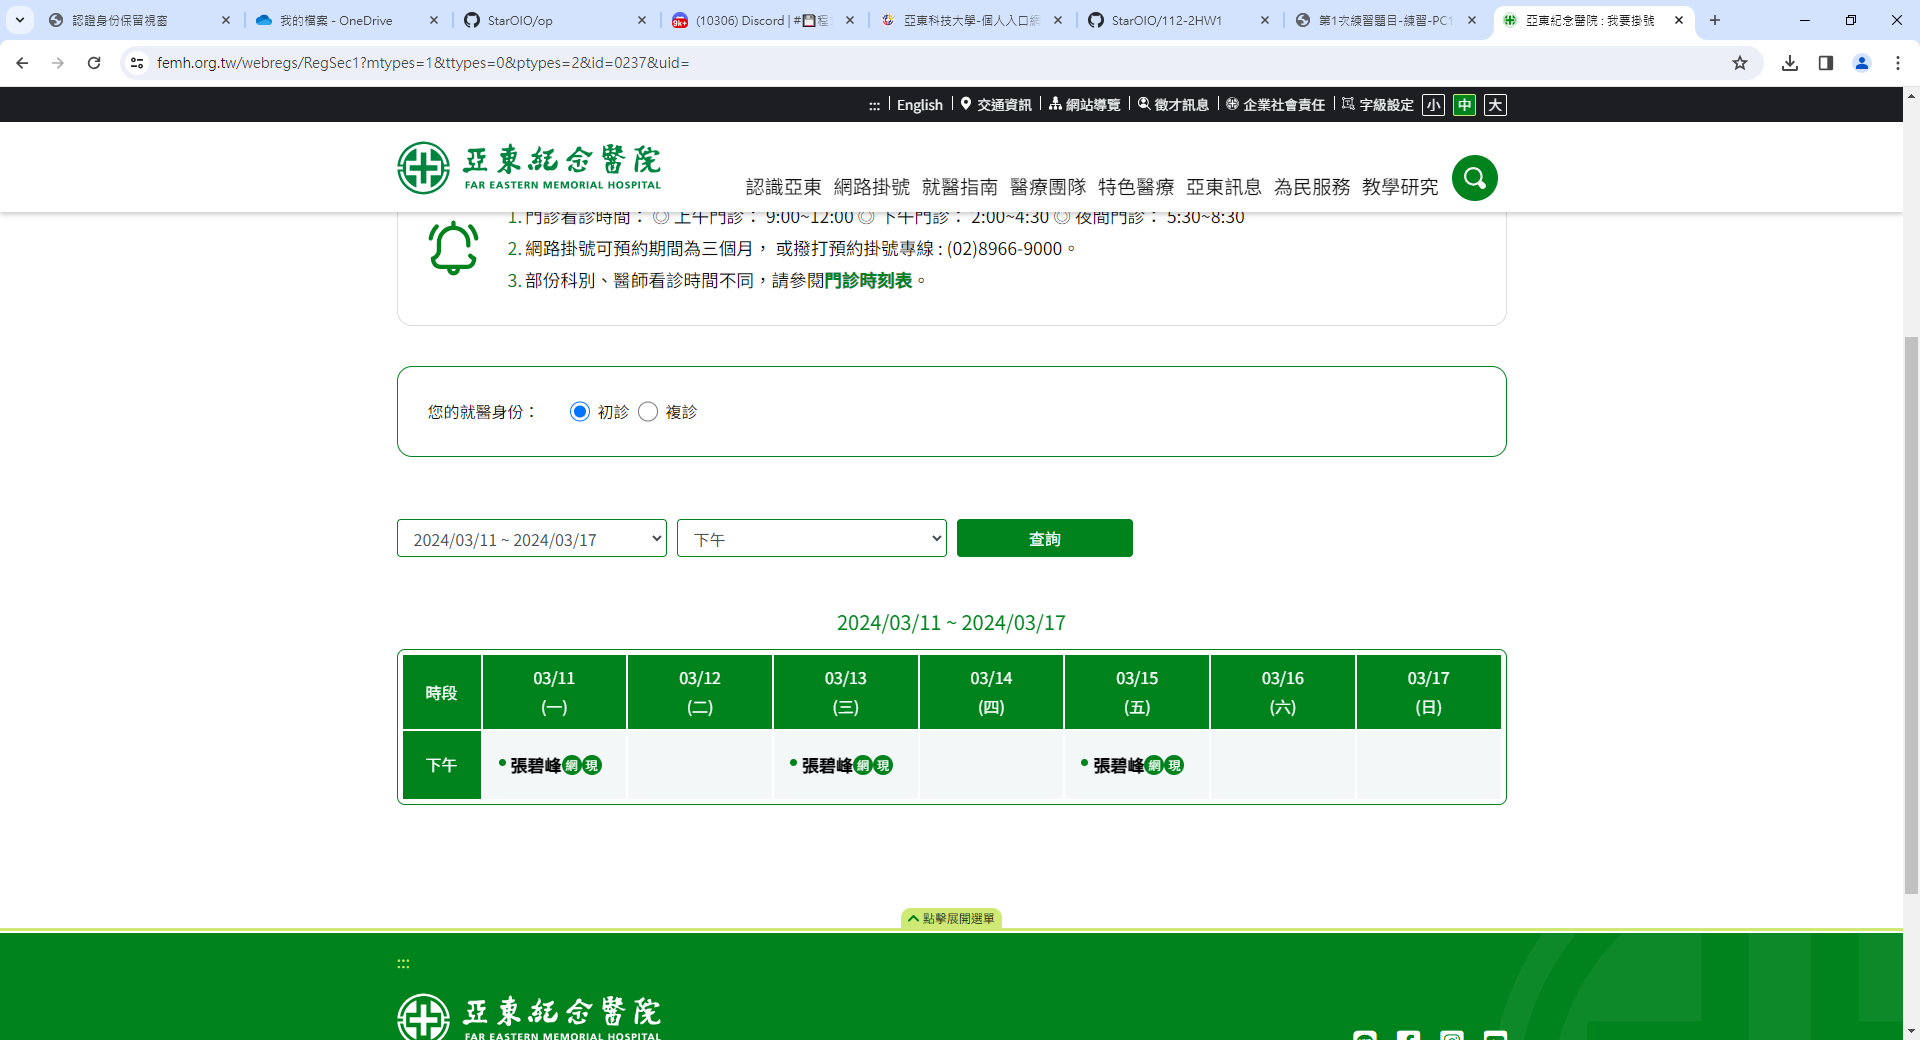 認證身份保留視窗
我的檔案 - OneDrive
StarOIO/op
(10306) Discord | #💾程
亞東科技大學-個人入口網
StarOIO/112-2HW1
第1次練習題目-練習-PC1
亞東紀念醫院 : 我要掛號
femh.org.tw/webregs/RegSec1?mtypes=1&ttypes=0&ptypes=2&id=0237&uid=
::: English 交通資訊 網站導覽 徵才訊息 企業社會責任 字級設定 小 中 大
亞東紀念醫院
FAR EASTERN MEMORIAL HOSPITAL
認識亞東 網路掛號 就醫指南 醫療團隊 特色醫療 亞東訊息 為民服務 教學研究
1. 門診看診時間： ◎ 上午門診： 9:00~12:00 ◎ 下午門診： 2:00~4:30 ◎ 夜間門診： 5:30~8:30
2. 網路掛號可預約期間為三個月， 或撥打預約掛號專線 : (02)8966-9000。
3. 部份科別、醫師看診時間不同，請參閱門診時刻表。
您的就醫身份： 初診 複診
2024/03/11 ~ 2024/03/17 下午 查詢
2024/03/11 ~ 2024/03/17
時段 03/11 (一) 03/12 (二) 03/13 (三) 03/14 (四) 03/15 (五) 03/16 (六) 03/17 (日)
下午 張碧峰網現 張碧峰網現 張碧峰網現
點擊展開選單
:::
亞東紀念醫院
FAR EASTERN MEMORIAL HOSPITAL